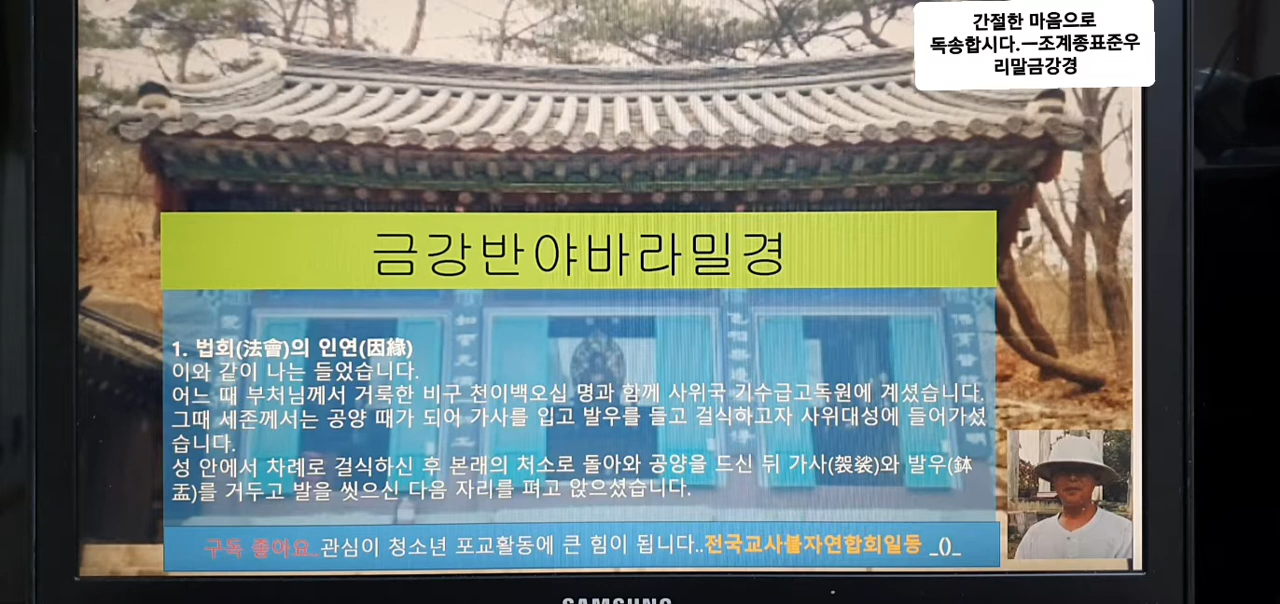 간절한 마음으로
독송합시다.ㅡ조계종표준우
리말금강경
금강반야바라밀경
1. 법회(法會)의 인연(因緣)
이와 같이 나는 들었습니다.
어느 때 부처님께서 거룩한 비구 천이백오십 명과 함께 사위국 기수급고독원에 계셨습니다.
그때 세존께서는 공양 때가 되어 가사를 입고 발우를 들고 걸식하고자 사위대성에 들어가셨
습니다.
성 안에서 차례로 걸식하신 후 본래의 처소로 돌아와 공양을 드신 뒤 가사(袈裟)와 발우(鉢
盂)를 거두고 발을 씻으신 다음 자리를 펴고 앉으셨습니다.
구독 좋아요..관심이 청소년 포교활동에 큰 힘이 됩니다..전국교사불자연합회일동 _()_
SAMSUNG